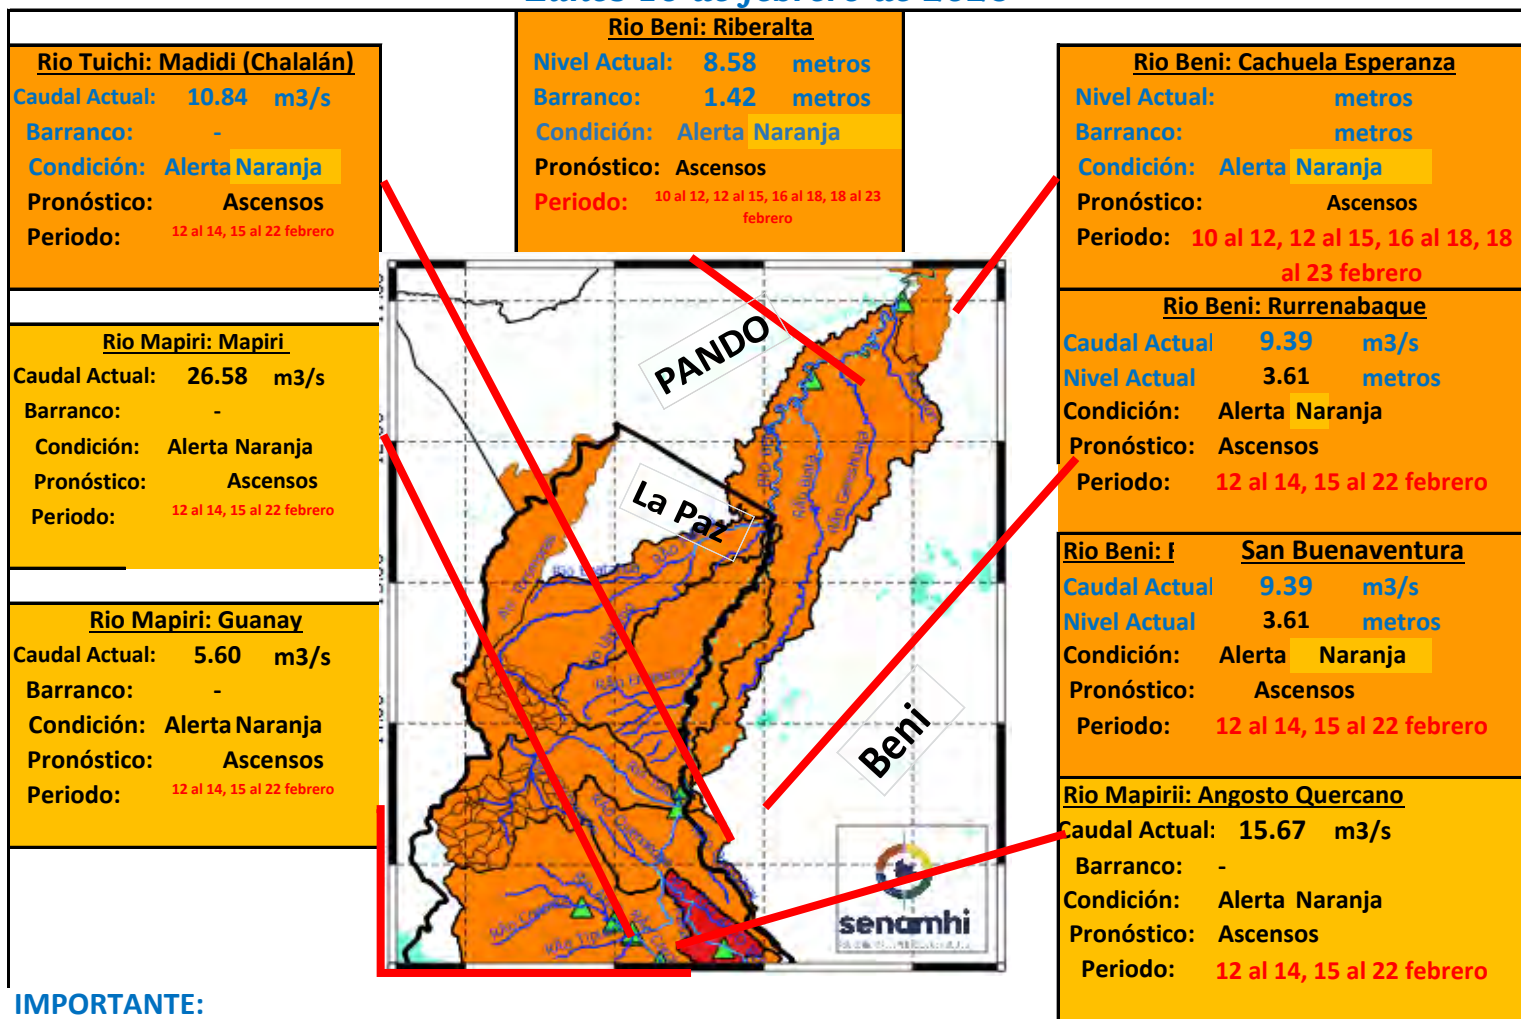 Rio Tuichi: Madidi (Chalalán)
Caudal Actual: 10.84 m3/s
Barranco: -
Condición: Alerta Naranja
Pronóstico: Ascensos
Periodo: 12 al 14, 15 al 22 febrero
Rio Mapiri: Mapiri
Caudal Actual: 26.58 m3/s
Barranco: -
Condición: Alerta Naranja
Pronóstico: Ascensos
Periodo: 12 al 14, 15 al 22 febrero
Rio Mapiri: Guanay
Caudal Actual: 5.60 m3/s
Barranco: -
Condición: Alerta Naranja
Pronóstico: Ascensos
Periodo: 12 al 14, 15 al 22 febrero
Rio Beni: Riberalta
Nivel Actual: 8.58 metros
Barranco: 1.42 metros
Condición: Alerta Naranja
Pronóstico: Ascensos
Periodo: 10 al 12, 12 al 15, 16 al 18, 18 al 23
febrero
PANDO
La Paz
Beni
senamhi
Rio Beni: Cachuela Esperanza
Nivel Actual: metros
Barranco: metros
Condición: Alerta Naranja
Pronóstico: Ascensos
Periodo: 10 al 12, 12 al 15, 16 al 18, 18
al 23 febrero
Rio Beni: Rurrenabaque
Caudal Actual 9.39 m3/s
Nivel Actual 3.61 metros
Condición: Alerta Naranja
Pronóstico: Ascensos
Periodo: 12 al 14, 15 al 22 febrero
Rio Beni: San Buenaventura
Caudal Actual 9.39 m3/s
Nivel Actual 3.61 metros
Condición: Alerta Naranja
Pronóstico: Ascensos
Periodo: 12 al 14, 15 al 22 febrero
Rio Mapirii: Angosto Quercano
Caudal Actual: 15.67 m3/s
Barranco: -
Condición: Alerta Naranja
Pronóstico: Ascensos
Periodo: 12 al 14, 15 al 22 febrero
IMPORTANTE: